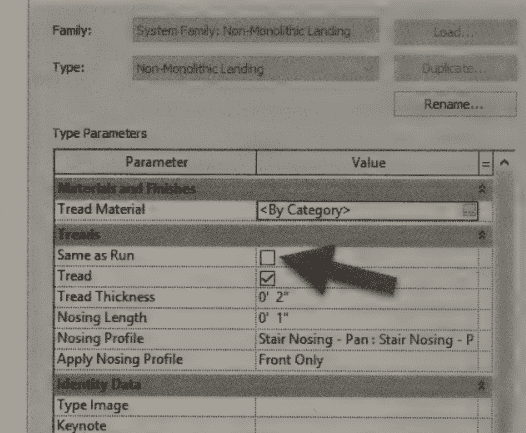 Family: System Family: Non-Monolithic Landing Load...
Type: Non-Monolithic Landing Duplicate...
Rename...
Type Parameters
Parameter Value =
Materials and Finishes
Tread Material <By Category>
Treads
Same as Run
Tread
Tread Thickness 0' 2"
Nosing Length 0' 1"
Nosing Profile Stair Nosing - Pan : Stair Nosing - P
Apply Nosing Profile Front Only
Identity Data
Type Image
Keynote